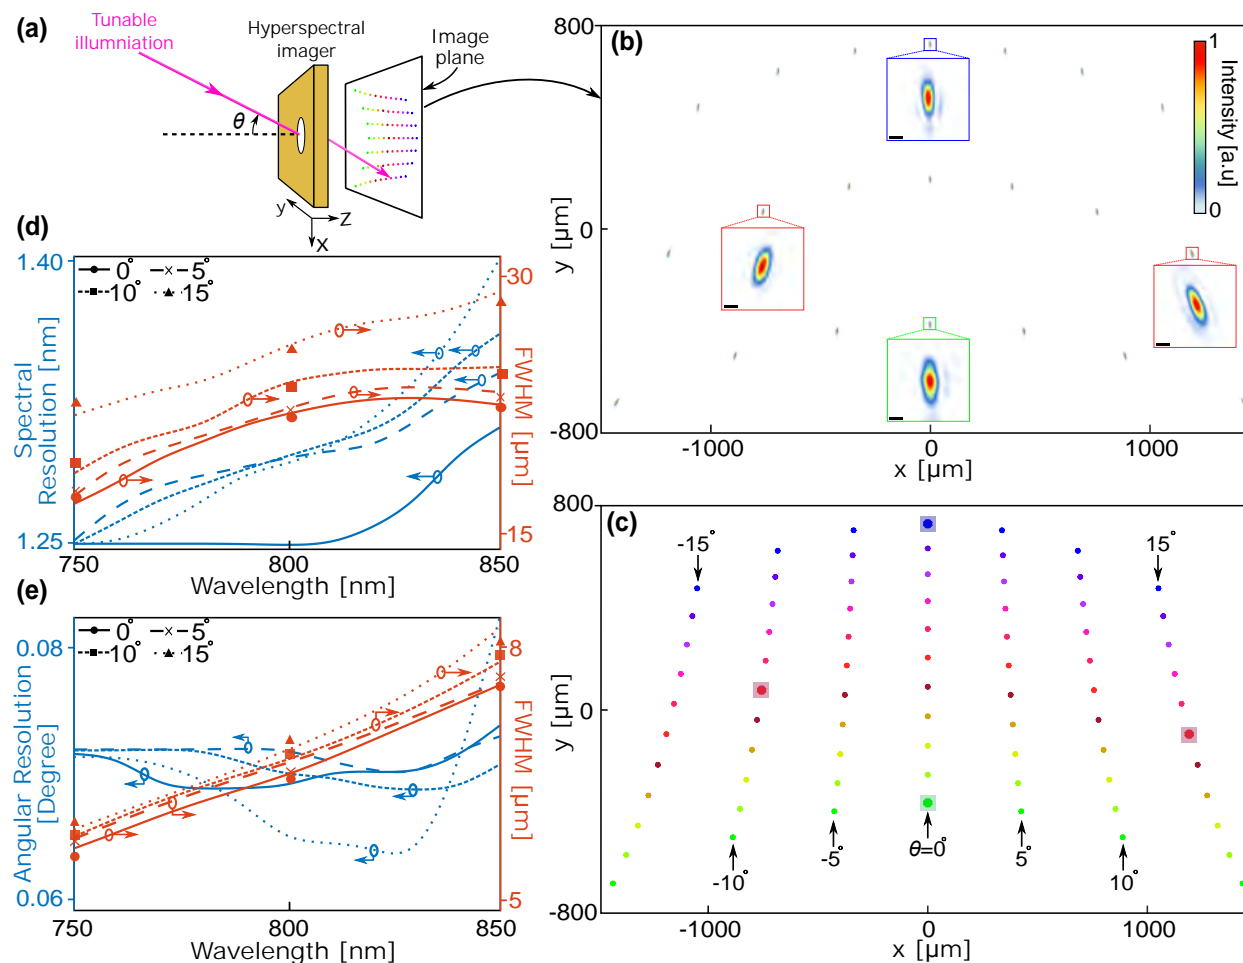 (a)
Tunable
illumniation
Hyperspectral
imager
Image
plane
θ
y
Z
X
(b)
800
0
-800
y [µm]
-1000
0
1000
x [µm]
1
0
Intensity [a.u]
(c)
800
0
-800
y [µm]
-15°
15°
-10°
-5°
θ=0°
5°
10°
-1000
0
1000
x [µm]
(d)
1.40
1.25
Spectral
Resolution [nm]
0° -5°
10° 15°
30
15
FWHM [µm]
750
800
850
Wavelength [nm]
(e)
0.08
0.06
Angular Resolution
[Degree]
0° -5°
10° 15°
8
-5
FWHM [µm]
750
800
850
Wavelength [nm]